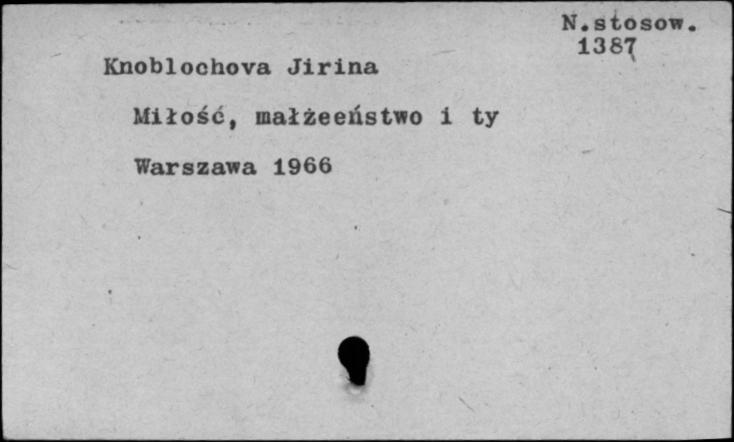 N.stosow.
1387
Knoblochova Jirina
Miłość, małżeeństwo i ty
Warszawa 1966